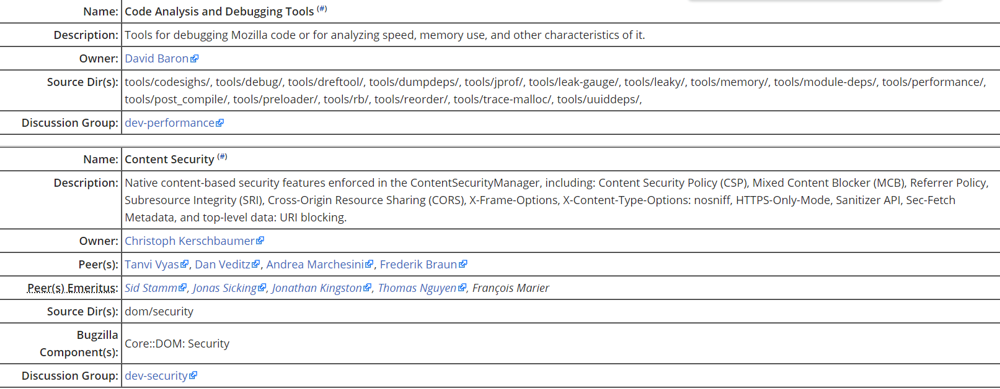 Name: Code Analysis and Debugging Tools (#)
Description: Tools for debugging Mozilla code or for analyzing speed, memory use, and other characteristics of it.
Owner: David Baron
Source Dir(s): tools/codesighs/, tools/debug/, tools/dreftool/, tools/dumpdeps/, tools/jprof/, tools/leak-gauge/, tools/leaky/, tools/memory/, tools/module-deps/, tools/performance/,
tools/post_compile/, tools/preloader/, tools/rb/, tools/reorder/, tools/trace-malloc/, tools/uuiddeps/,
Discussion Group: dev-performance
Name: Content Security (#)
Description: Native content-based security features enforced in the ContentSecurityManager, including: Content Security Policy (CSP), Mixed Content Blocker (MCB), Referrer Policy,
Subresource Integrity (SRI), Cross-Origin Resource Sharing (CORS), X-Frame-Options, X-Content-Type-Options: nosniff, HTTPS-Only-Mode, Sanitizer API, Sec-Fetch
Metadata, and top-level data: URI blocking.
Owner: Christoph Kerschbaumer
Peer(s): Tanvi Vyas, Dan Veditz, Andrea Marchesini, Frederik Braun
Peer(s) Emeritus: Sid Stamm, Jonas Sicking, Jonathan Kingston, Thomas Nguyen, François Marier
Source Dir(s): dom/security
Bugzilla
Component(s): Core::DOM: Security
Discussion Group: dev-security